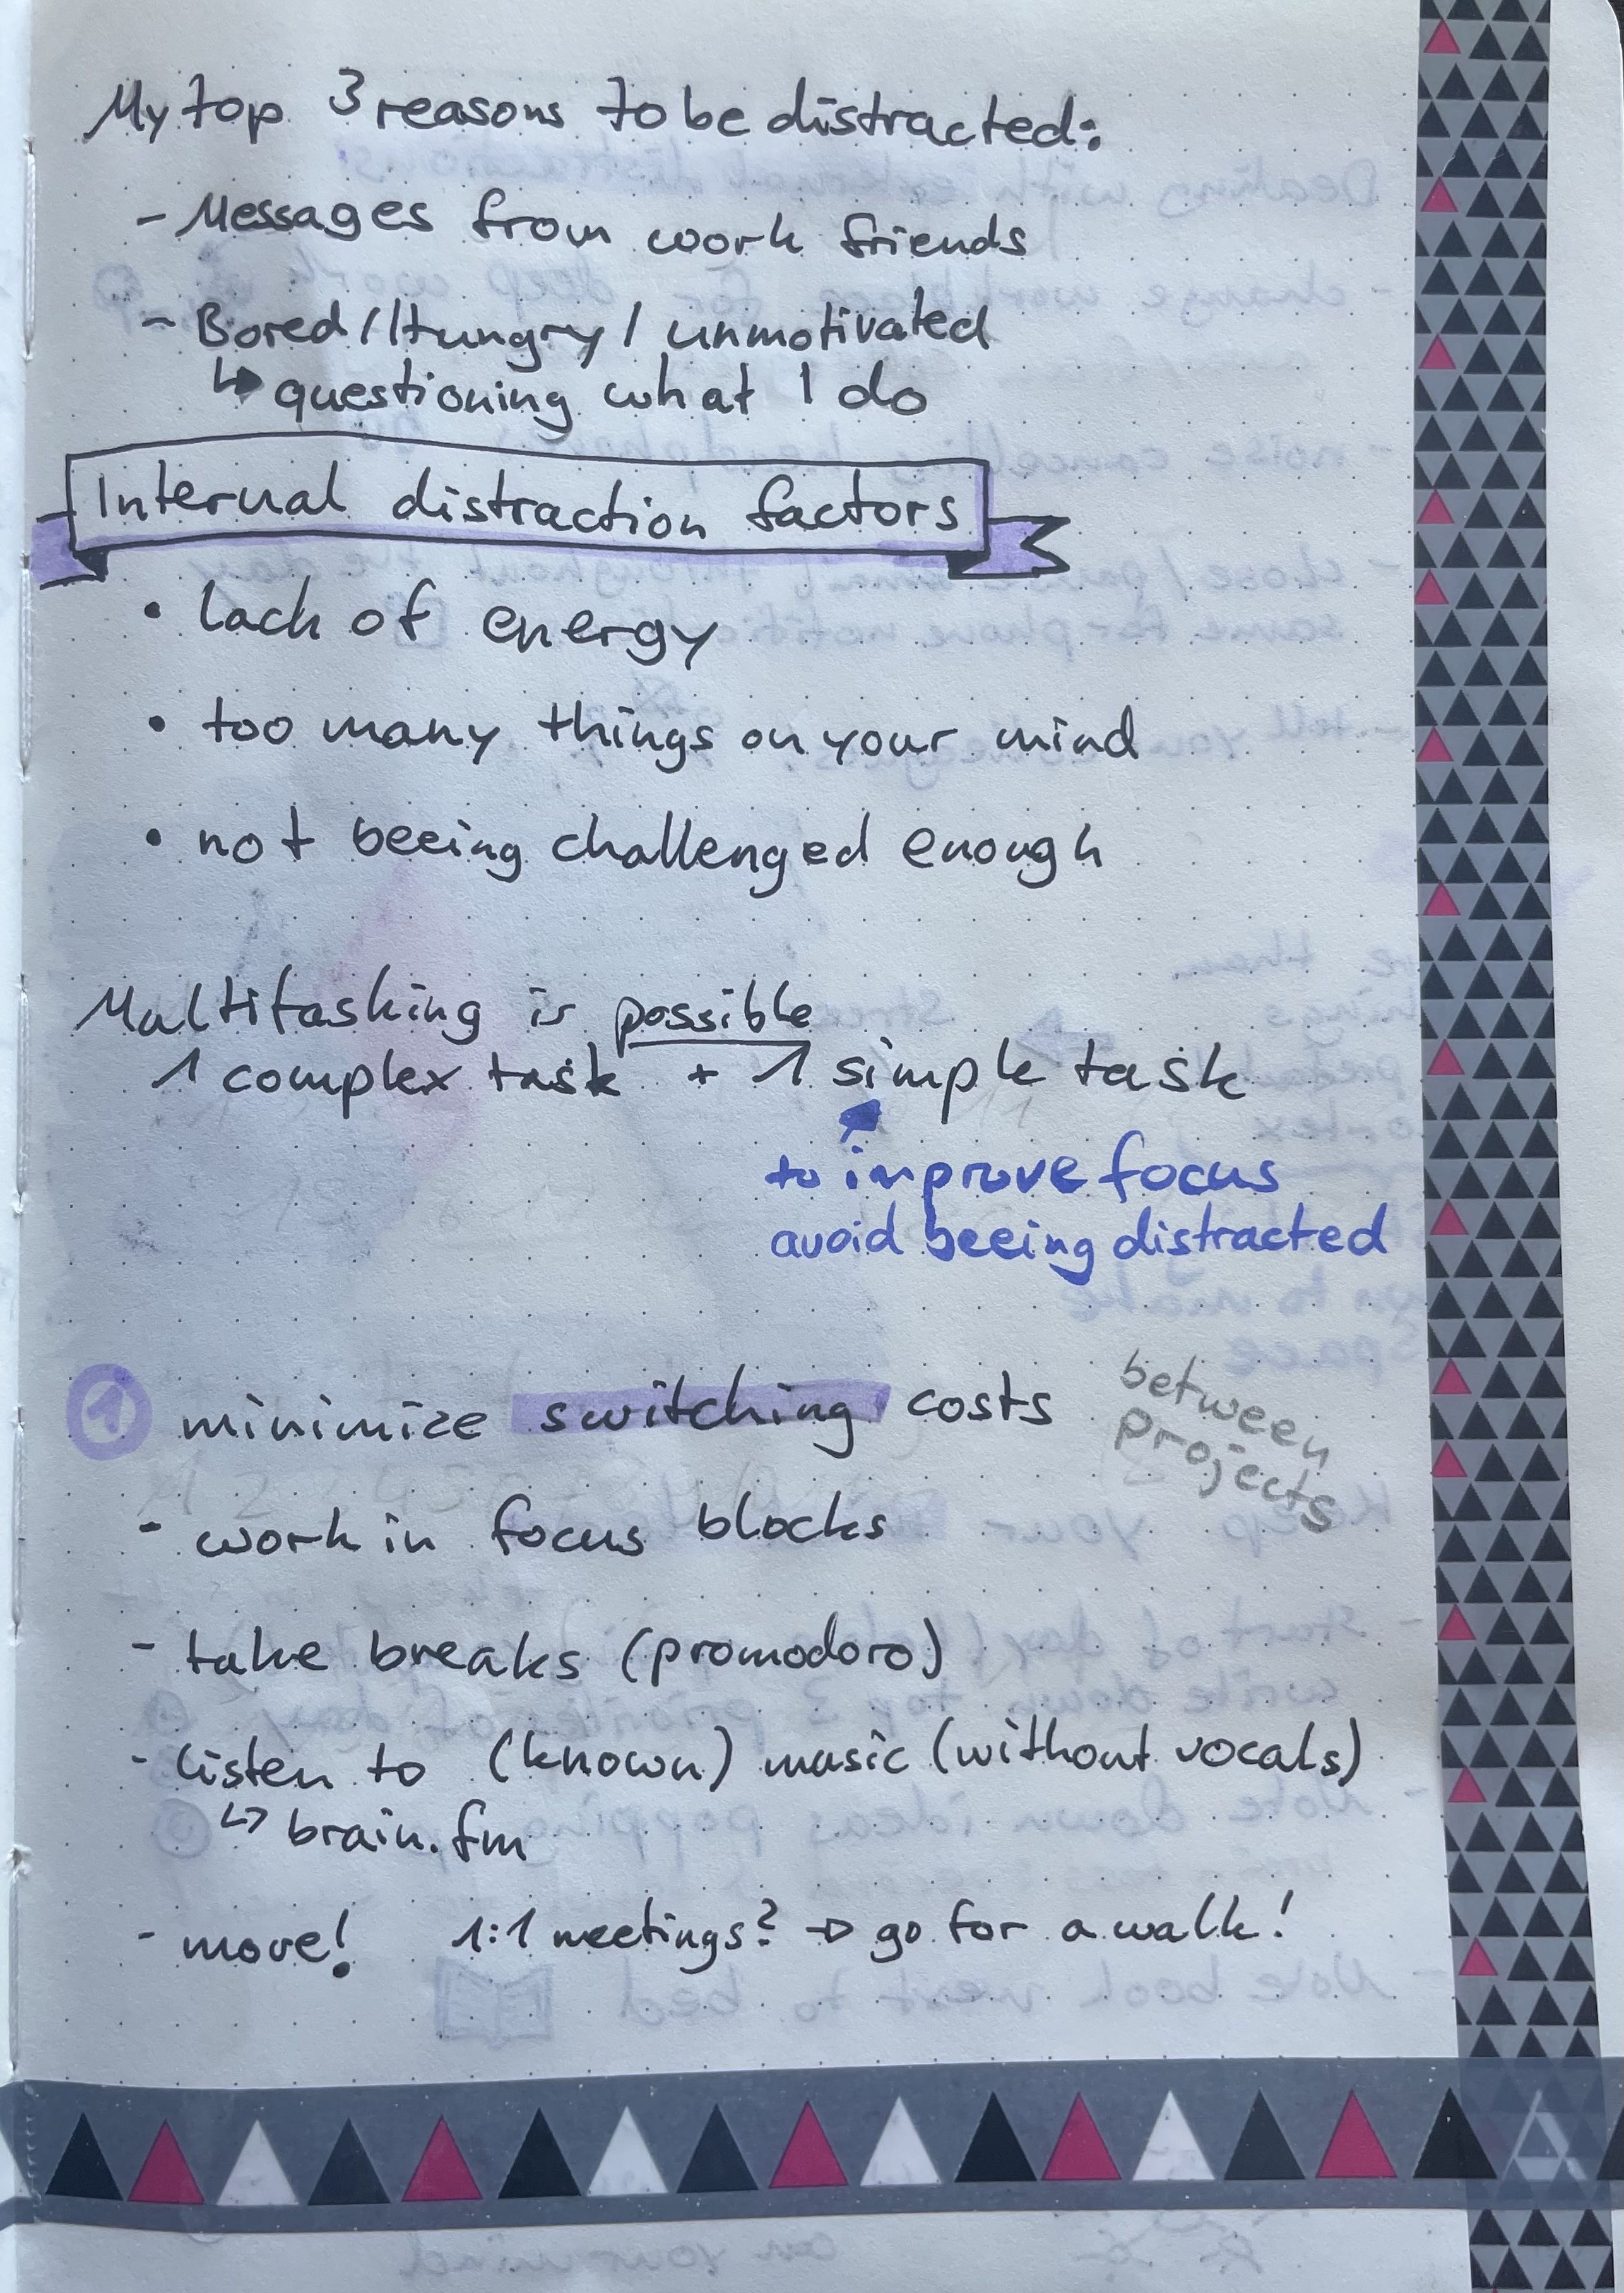 My top 3 reasons to be distracted:
- Messages from work friends
- Bored / Hungry / unmotivated
↳ questioning what I do
Internal distraction factors
• lack of energy
• too many things on your mind
• not beeing challenged enough
Multitasking is possible
1 complex task + 1 simple task
to improve focus
avoid beeing distracted
① minimize switching costs
between
projects
- work in focus blocks
- take breaks (promodoro)
- listen to (known) music (without vocals)
↳ brain.fm
- move! 1:1 meetings? → go for a walk!